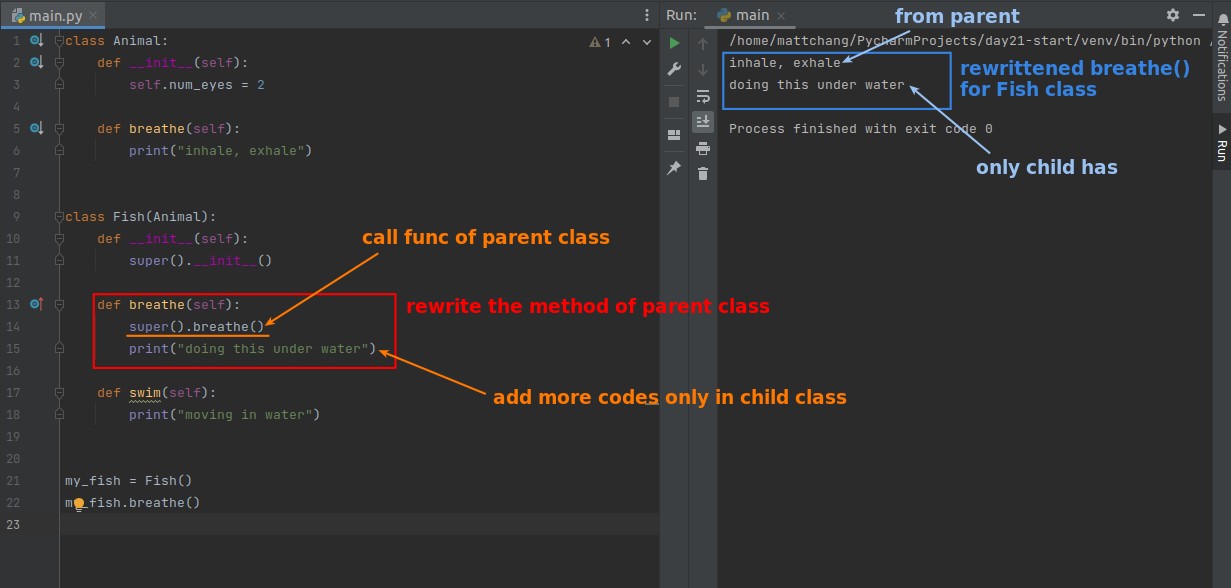 main.py
1 class Animal:
2 def __init__(self):
3 self.num_eyes = 2
4
5 def breathe(self):
6 print("inhale, exhale")
7
8
9 class Fish(Animal):
10 def __init__(self):
11 super().__init__()
12
13 def breathe(self):
14 super().breathe()
15 print("doing this under water")
16
17 def swim(self):
18 print("moving in water")
19
20
21 my_fish = Fish()
22 my_fish.breathe()
23
1
call func of parent class
rewrite the method of parent class
add more codes only in child class
Run: main
from parent
/home/mattchang/PycharmProjects/day21-start/venv/bin/python /
inhale, exhale
doing this under water
rewrittened breathe()
for Fish class
Process finished with exit code 0
only child has
Notifications
Run